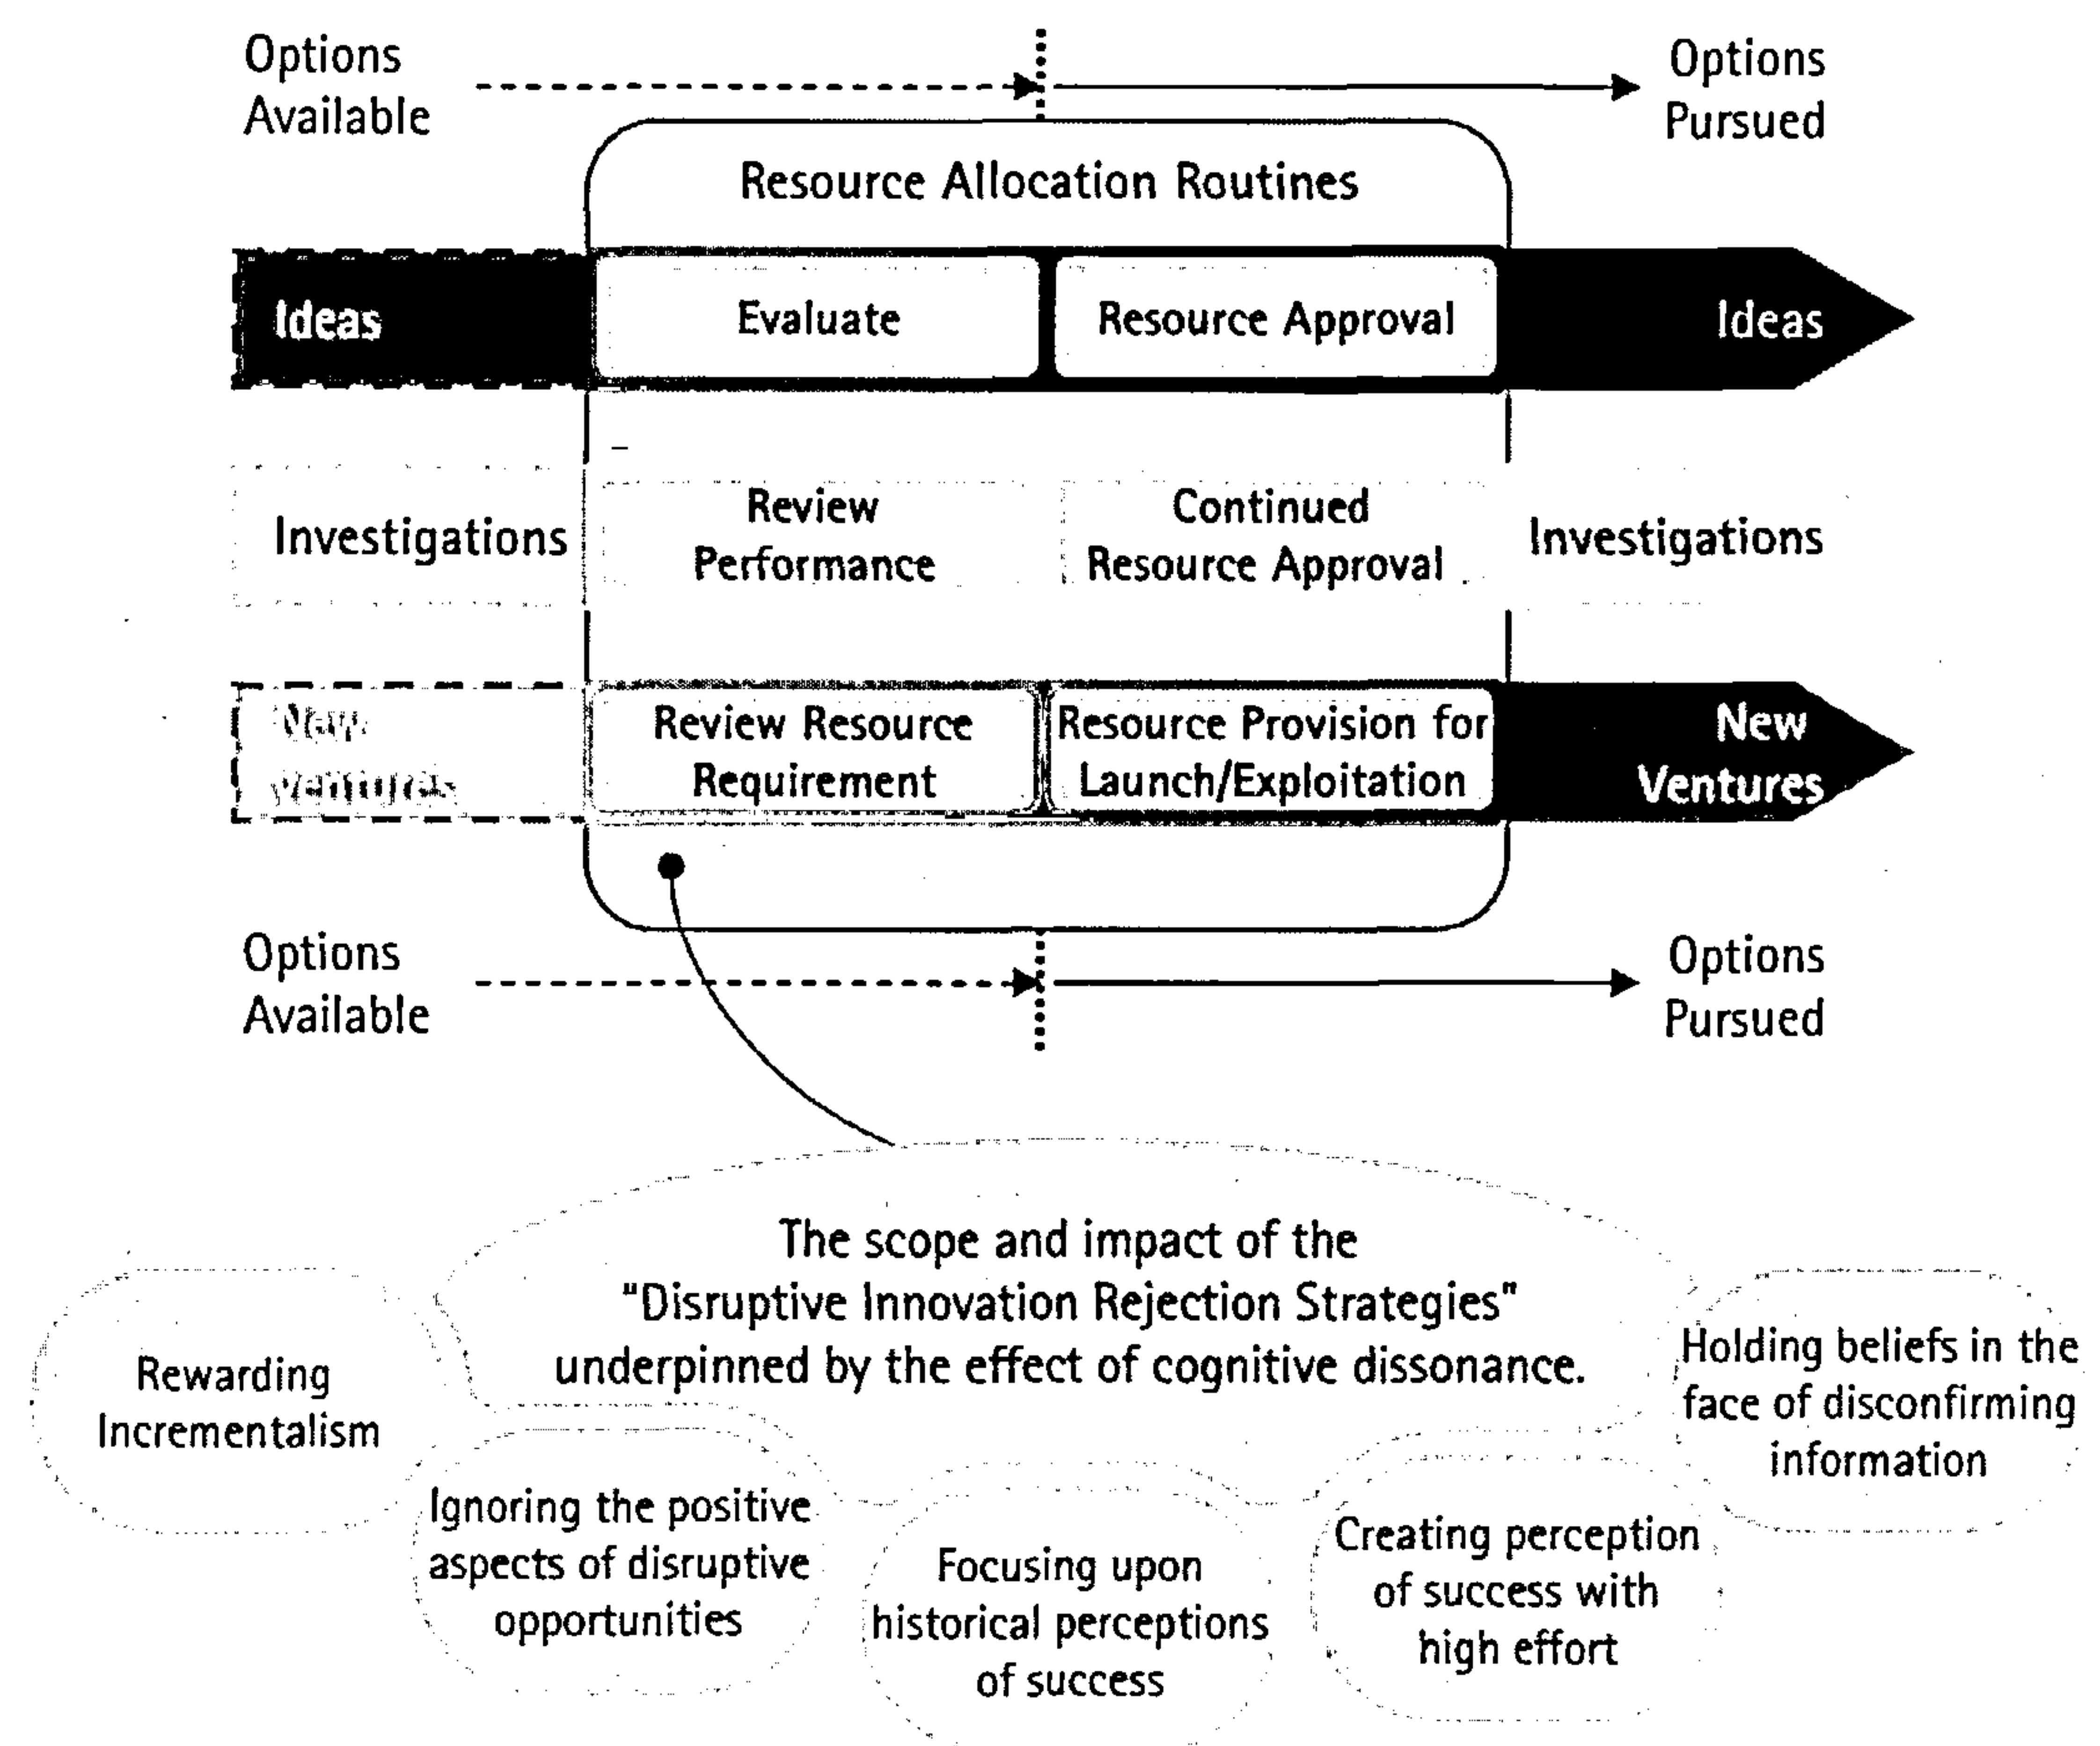 Options
Available
Options
Pursued
Resource Allocation Routines
Ideas
Evaluate
Resource Approval
Ideas
Investigations
Review
Performance
Continued
Resource Approval
Investigations
New
Ventures
Review Resource
Requirement
Resource Provision for
Launch/Exploitation
New
Ventures
Options
Available
Options
Pursued
The scope and impact of the
"Disruptive Innovation Rejection Strategies"
underpinned by the effect of cognitive dissonance.
Rewarding
Incrementalism
Ignoring the positive
aspects of disruptive
opportunities
Focusing upon
historical perceptions
of success
Creating perception
of success with
high effort
Holding beliefs in the
face of disconfirming
information